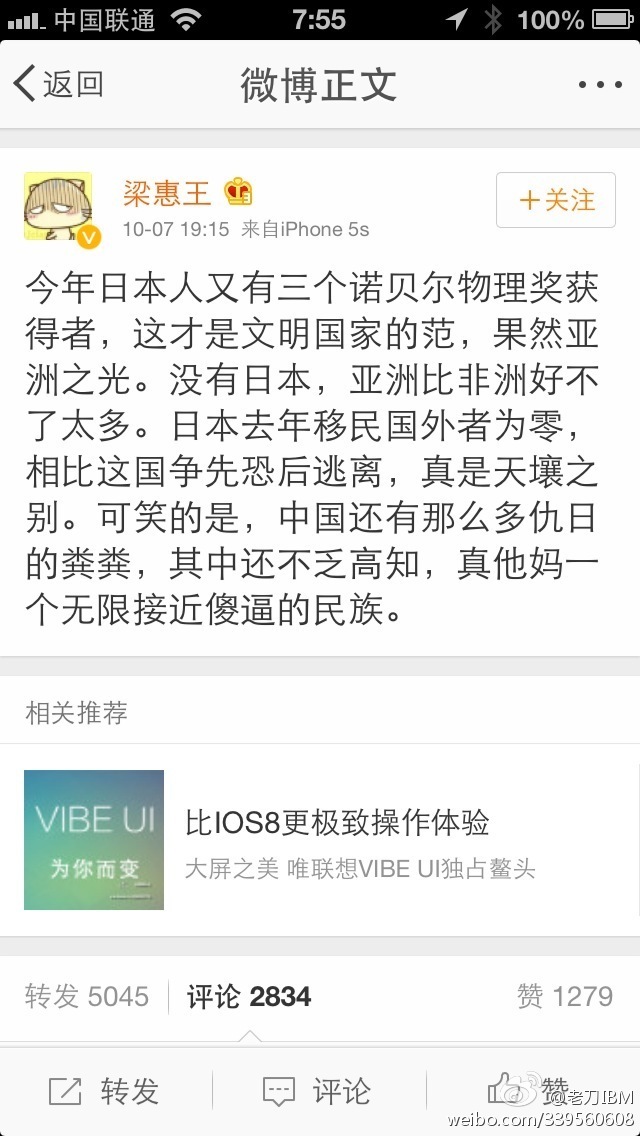 中国联通 7:55 100%
返回 微博正文
梁惠王 +关注
10-07 19:15 来自iPhone 5s
今年日本人又有三个诺贝尔物理奖获
得者，这才是文明国家的范，果然亚
洲之光。没有日本，亚洲比非洲好不
了太多。日本去年移民国外者为零，
相比这国争先恐后逃离，真是天壤之
别。可笑的是，中国还有那么多仇日
的粪粪，其中还不乏高知，真他妈一
个无限接近傻逼的民族。
相关推荐
VIBE UI
为你而变
比IOS8更极致操作体验
大屏之美 唯联想VIBE UI独占鳌头
转发 5045 评论 2834 赞 1279
转发 评论 赞
@老刀IBM
weibo.com/339560608